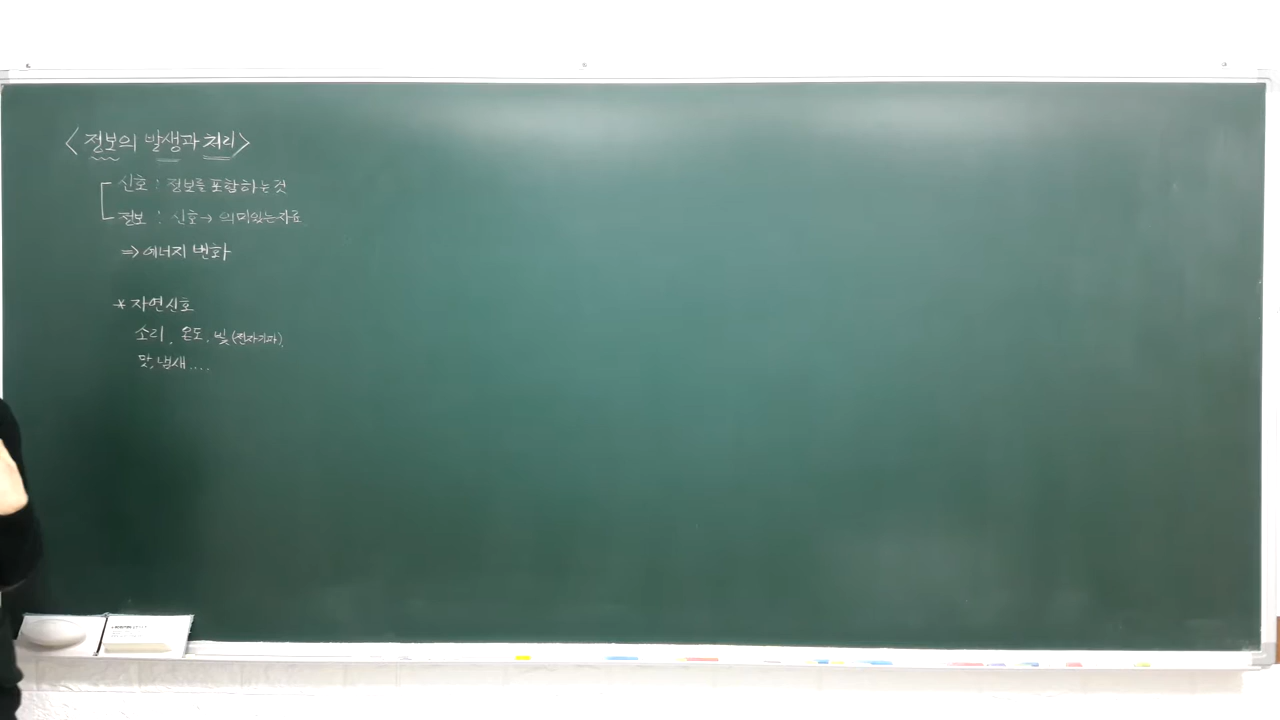 <정보의 발생과 처리>
신호 : 정보를 포함하는 것
정보 : 신호 → 의미있는 자료
⇒ 에너지 변화
* 자연신호
소리, 온도, 빛(전자기파),
맛, 냄새 ....